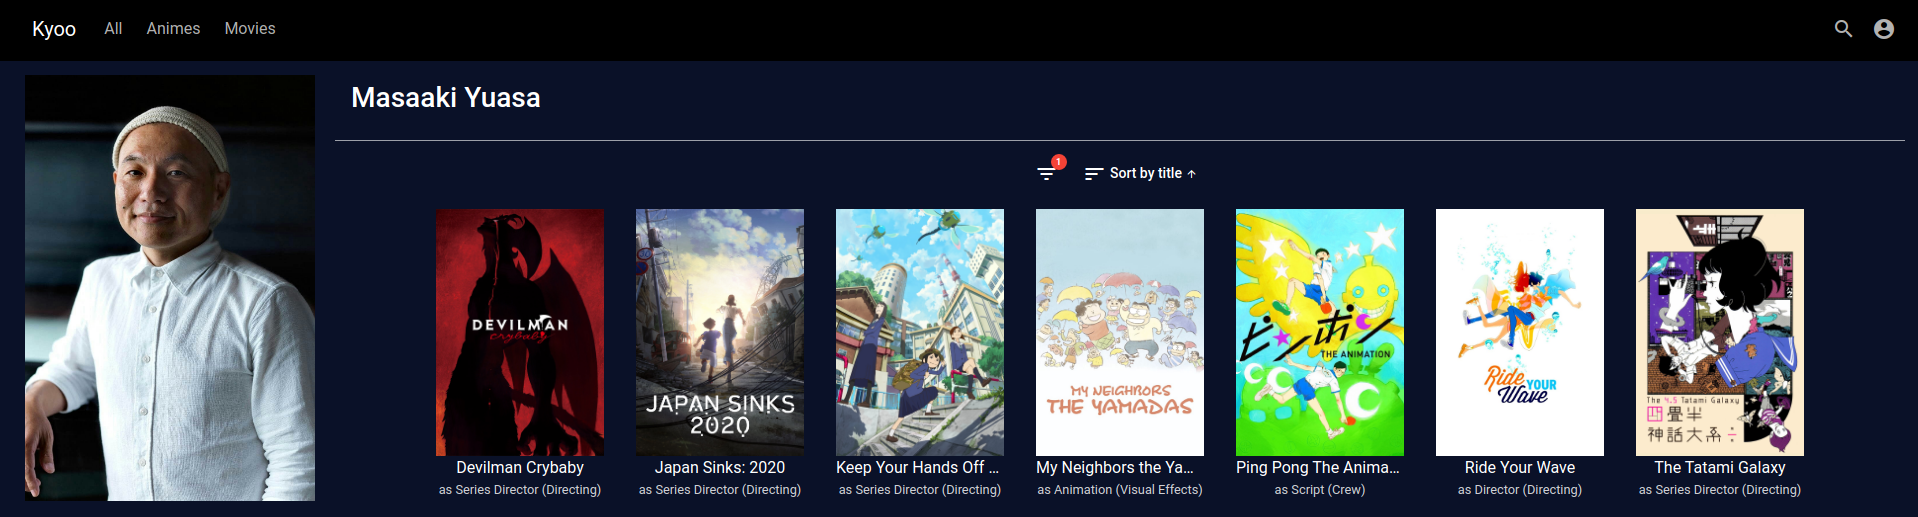 Kyoo All Animes Movies
Masaaki Yuasa
1
Sort by title ↑
DEVILMAN
crybaby
JAPAN SINKS
2020
MY NEIGHBORS
THE YAMADAS
ピンポン
THE ANIMATION
Ride YOUR
Wave
The 4.5 Tatami Galaxy
四畳半
神話大系
Devilman Crybaby
as Series Director (Directing)
Japan Sinks: 2020
as Series Director (Directing)
Keep Your Hands Off ...
as Series Director (Directing)
My Neighbors the Ya...
as Animation (Visual Effects)
Ping Pong The Anima...
as Script (Crew)
Ride Your Wave
as Director (Directing)
The Tatami Galaxy
as Series Director (Directing)